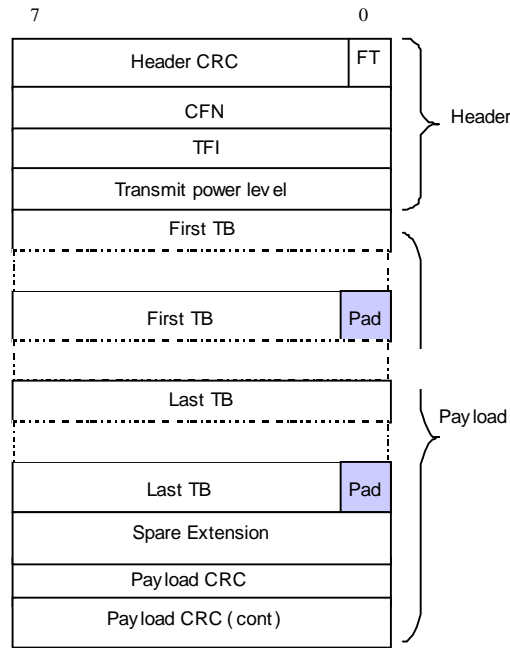 7 0
Header CRC FT
CFN
TFI
Transmit power level
Header
First TB
First TB Pad
Last TB
Payload
Last TB Pad
Spare Extension
Payload CRC
Payload CRC (cont)